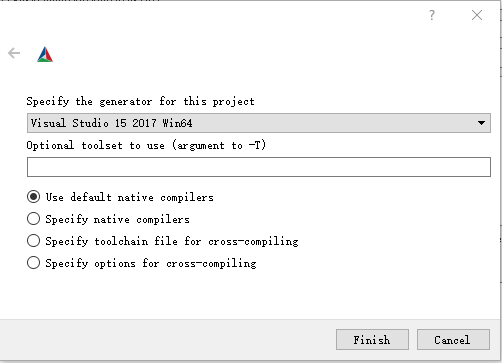 ?
Specify the generator for this project
Visual Studio 15 2017 Win64
Optional toolset to use (argument to -T)
Use default native compilers
Specify native compilers
Specify toolchain file for cross-compiling
Specify options for cross-compiling
Finish Cancel